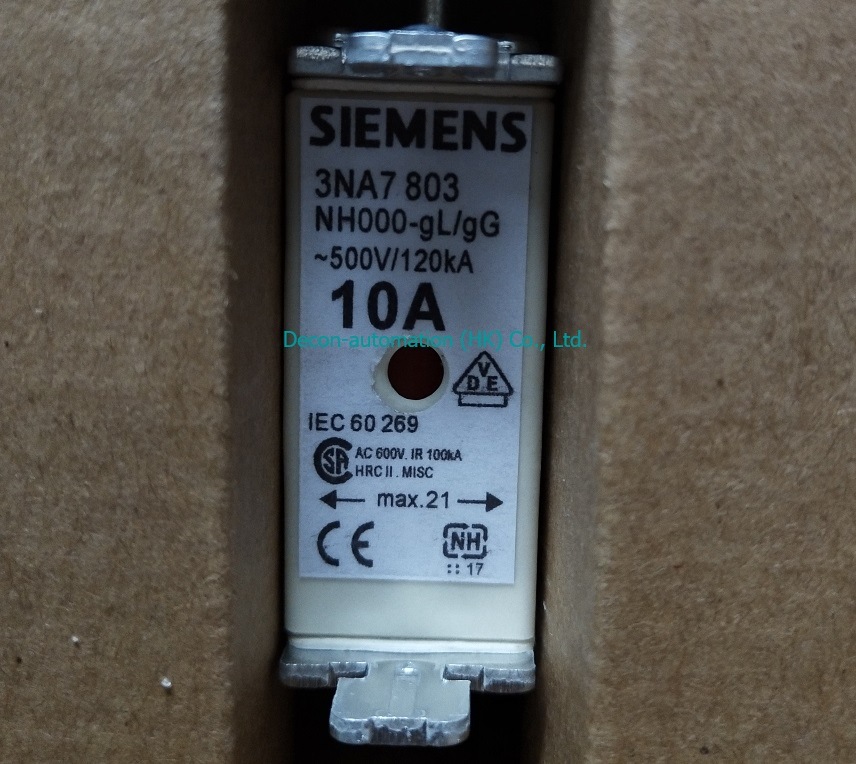 SIEMENS
3NA7 803
NH000-gL/gG
~500V/120kA
10A
Decon-automation (HK) Co., Ltd.
V
D E
IEC 60 269
SA AC 600V. IR 100kA
HRC II . MISC
max.21
CE
NH
:: 17